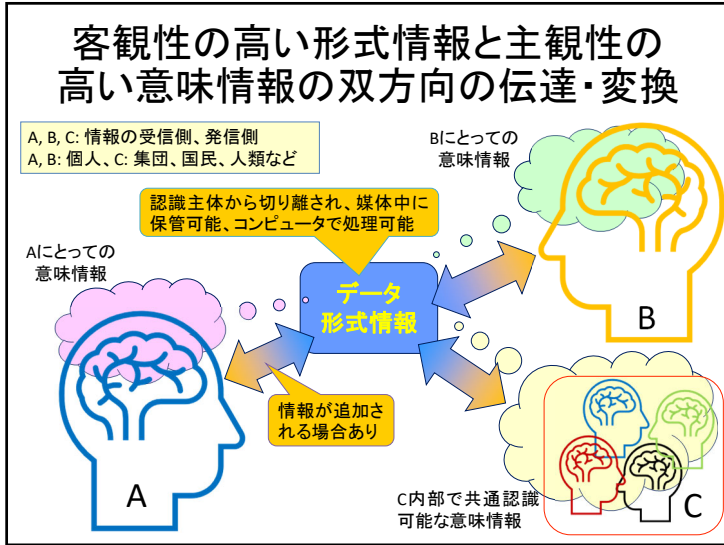 客観性の高い形式情報と主観性の
高い意味情報の双方向の伝達・変換
A, B, C: 情報の受信側、発信側
A, B: 個人、C: 集団、国民、人類など
Bにとっての
意味情報
認識主体から切り離され、媒体中に
保管可能、コンピュータで処理可能
Aにとっての
意味情報
データ
形式情報
B
情報が追加さ
れる場合あり
A
C内部で共通認識
可能な意味情報
C